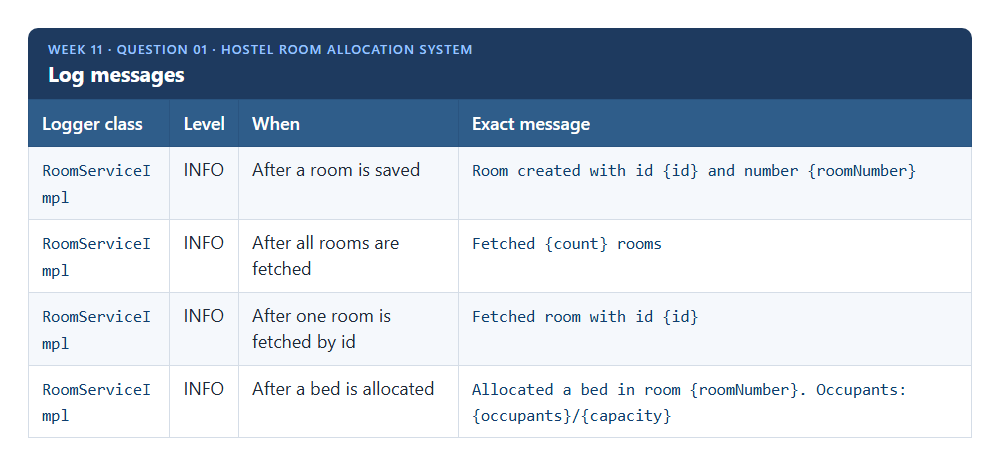 WEEK 11 · QUESTION 01 · HOSTEL ROOM ALLOCATION SYSTEM
Log messages
Logger class Level When Exact message
RoomServiceI INFO After a room is saved Room created with id {id} and number {roomNumber}
mpl
RoomServiceI INFO After all rooms are Fetched {count} rooms
mpl fetched
RoomServiceI INFO After one room is Fetched room with id {id}
mpl fetched by id
RoomServiceI INFO After a bed is allocated Allocated a bed in room {roomNumber}. Occupants:
mpl {occupants}/{capacity}